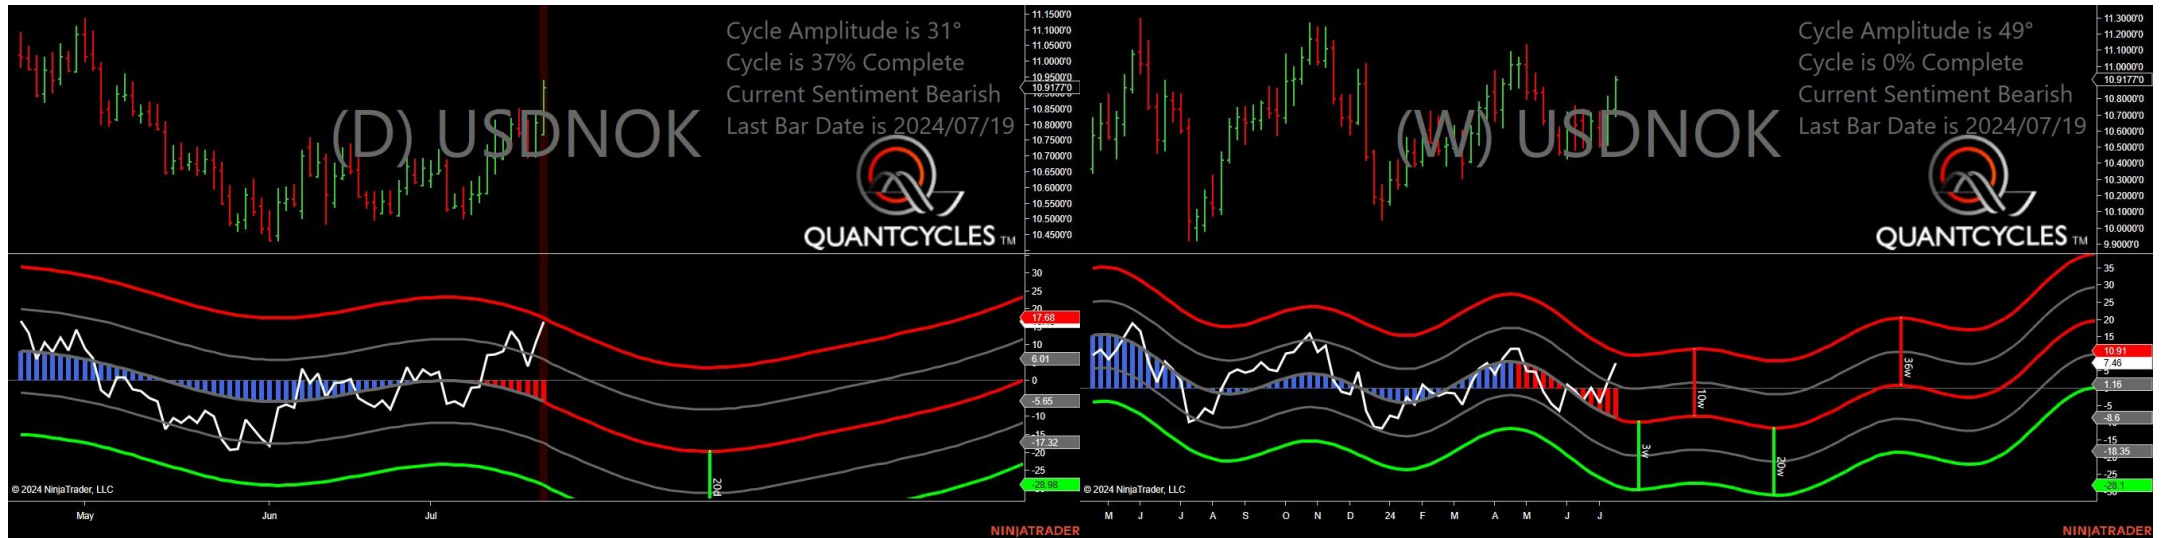 Cycle Amplitude is 31°
Cycle is 37% Complete
Current Sentiment Bearish
Last Bar Date is 2024/07/19
(D) USDNOK
QUANTCYCLES TM
11.1500'0
11.1000'0
11.0500'0
11.0000'0
10.9500'0
10.9177'0
10.8500'0
10.8000'0
10.7500'0
10.7000'0
10.6500'0
10.6000'0
10.5500'0
10.5000'0
10.4500'0
30
25
20
17.68
15
10
6.01
0
-5.65
-10
-15
-17.32
-20
-25
-28.98
20d
© 2024 NinjaTrader, LLC
May Jun Jul
NINJATRADER
Cycle Amplitude is 49°
Cycle is 0% Complete
Current Sentiment Bearish
Last Bar Date is 2024/07/19
(W) USDNOK
QUANTCYCLES TM
11.3000'0
11.2000'0
11.1000'0
11.0000'0
10.9177'0
10.8000'0
10.7000'0
10.6000'0
10.5000'0
10.4000'0
10.3000'0
10.2000'0
10.1000'0
10.0000'0
9.9000'0
35
30
25
20
15
10.91
7.46
5
1.16
-5
-8.6
-15
-18.35
-25
-28.1
3w
10w
20w
36w
© 2024 NinjaTrader, LLC
M J J A S O N D 24 F M A M J J
NINJATRADER